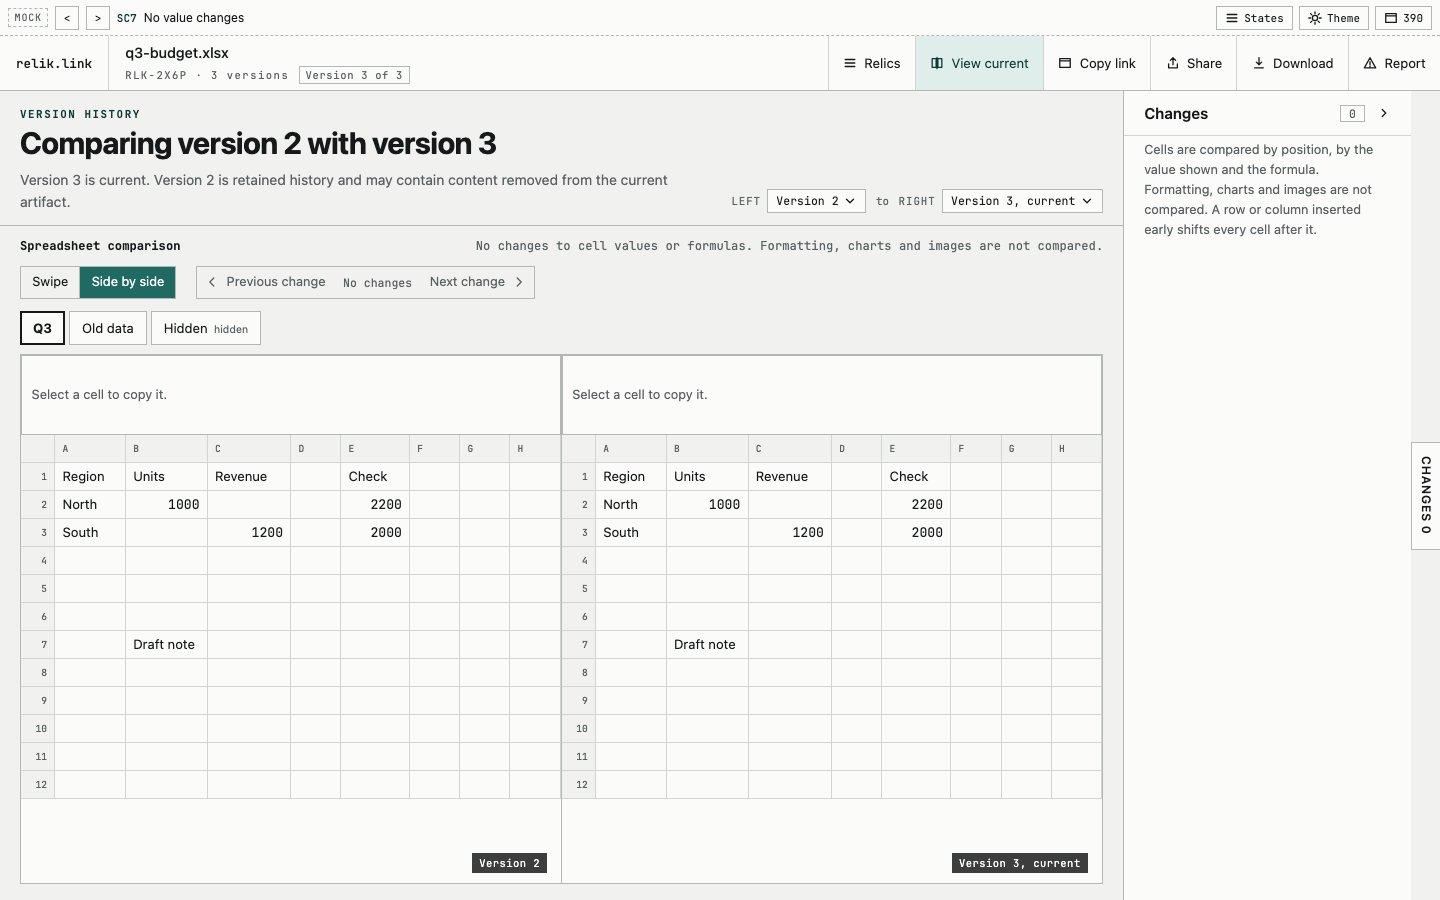 MOCK < > SC7 No value changes States Theme 390
relik.link q3-budget.xlsx Relics View current Copy link Share Download Report
RLK-2X6P · 3 versions Version 3 of 3
VERSION HISTORY
Comparing version 2 with version 3
Version 3 is current. Version 2 is retained history and may contain content removed from the current
artifact.
LEFT Version 2 to RIGHT Version 3, current
Spreadsheet comparison No changes to cell values or formulas. Formatting, charts and images are not compared.
Swipe Side by side Previous change No changes Next change
Q3 Old data Hidden hidden
Select a cell to copy it.
A B C D E F G H
1 Region Units Revenue Check
2 North 1000 2200
3 South 1200 2000
4
5
6
7 Draft note
8
9
10
11
12
Version 2
Select a cell to copy it.
A B C D E F G H
1 Region Units Revenue Check
2 North 1000 2200
3 South 1200 2000
4
5
6
7 Draft note
8
9
10
11
12
Version 3, current
Changes 0
Cells are compared by position, by the
value shown and the formula.
Formatting, charts and images are not
compared. A row or column inserted
early shifts every cell after it.
CHANGES 0